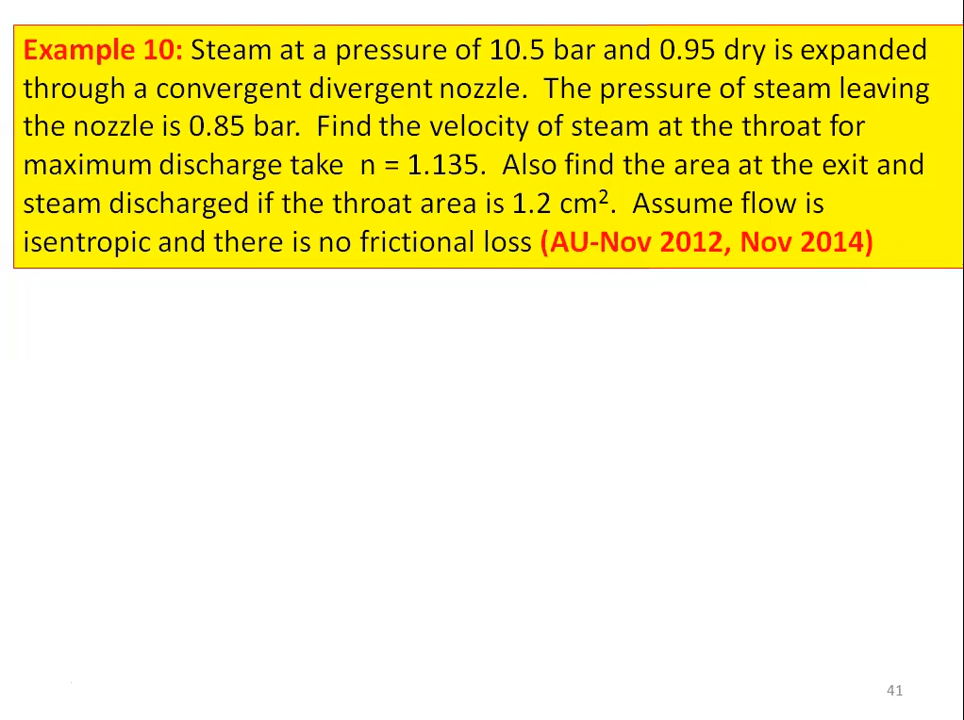 Example 10: Steam at a pressure of 10.5 bar and 0.95 dry is expanded
through a convergent divergent nozzle. The pressure of steam leaving
the nozzle is 0.85 bar. Find the velocity of steam at the throat for
maximum discharge take n = 1.135. Also find the area at the exit and
steam discharged if the throat area is 1.2 cm². Assume flow is
isentropic and there is no frictional loss (AU-Nov 2012, Nov 2014)
41